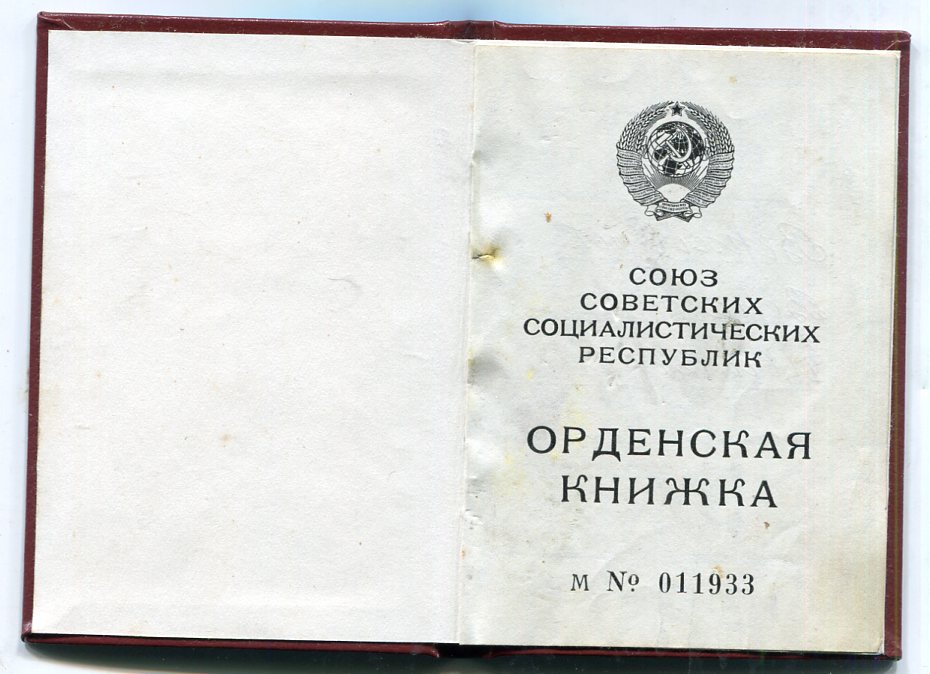 СОЮЗ
СОВЕТСКИХ
СОЦИАЛИСТИЧЕСКИХ
РЕСПУБЛИК
ОРДЕНСКАЯ
КНИЖКА
М № 011933